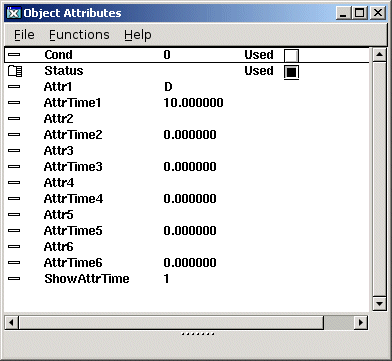 Object Attributes
File Functions Help
Cond 0 Used
Status Used
Attr1 D
AttrTime1 10.000000
Attr2
AttrTime2 0.000000
Attr3
AttrTime3 0.000000
Attr4
AttrTime4 0.000000
Attr5
AttrTime5 0.000000
Attr6
AttrTime6 0.000000
ShowAttrTime 1